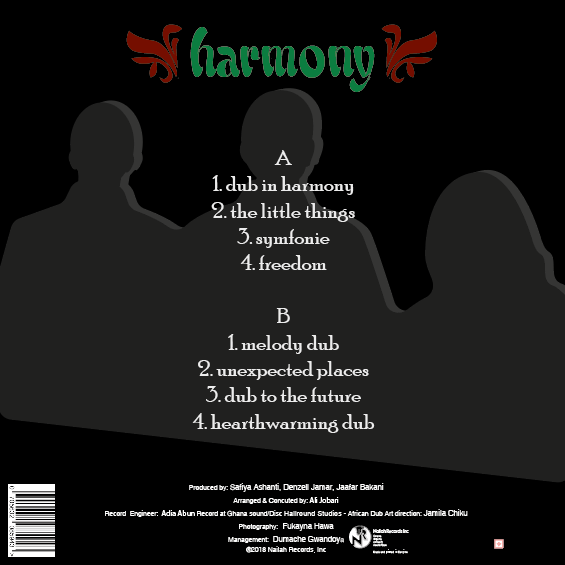 harmony
A
1. dub in harmony
2. the little things
3. symfonie
4. freedom
B
1. melody dub
2. unexpected places
3. dub to the future
4. hearthwarming dub
Produced by: Safiya Ashanti, Denzell Jamar, Jaafar Bakani
Arranged & Concuted by: Ali Jobari
Record Engineer: Adia Abun Record at Ghana sound/Disc Hallround Studios - African Dub Art direction: Jamila Chiku
Photography: Fukayna Hawa
Management: Dumache Gwandoya
©2018 Nailah Records, Inc
Nailah Records Inc